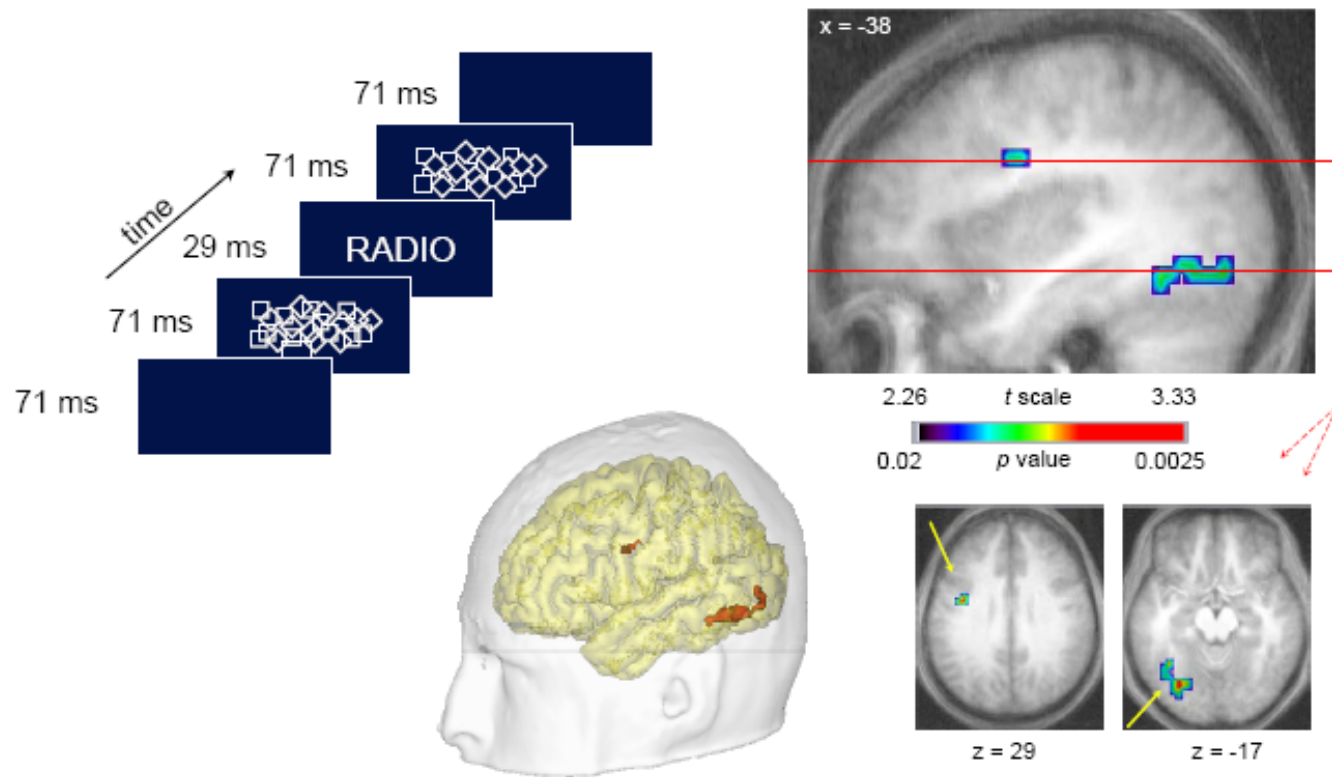 71 ms
71 ms
time
29 ms
RADIO
71 ms
71 ms
x = -38
2.26 t scale 3.33
0.02 p value 0.0025
z = 29
z = -17